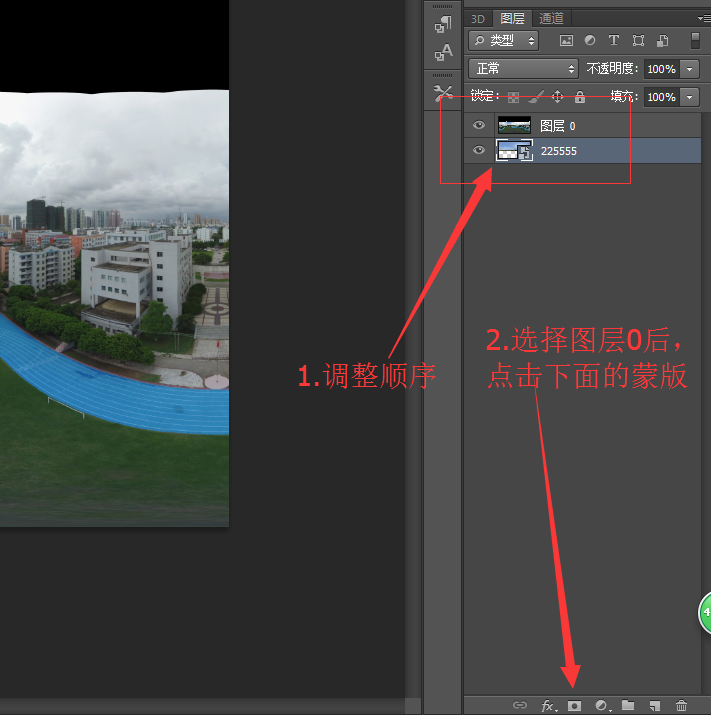 3D 图层 通道
类型
正常 不透明度: 100%
锁定: 填充: 100%
图层 0
225555
1.调整顺序
2.选择图层0后，
点击下面的蒙版
fx
4